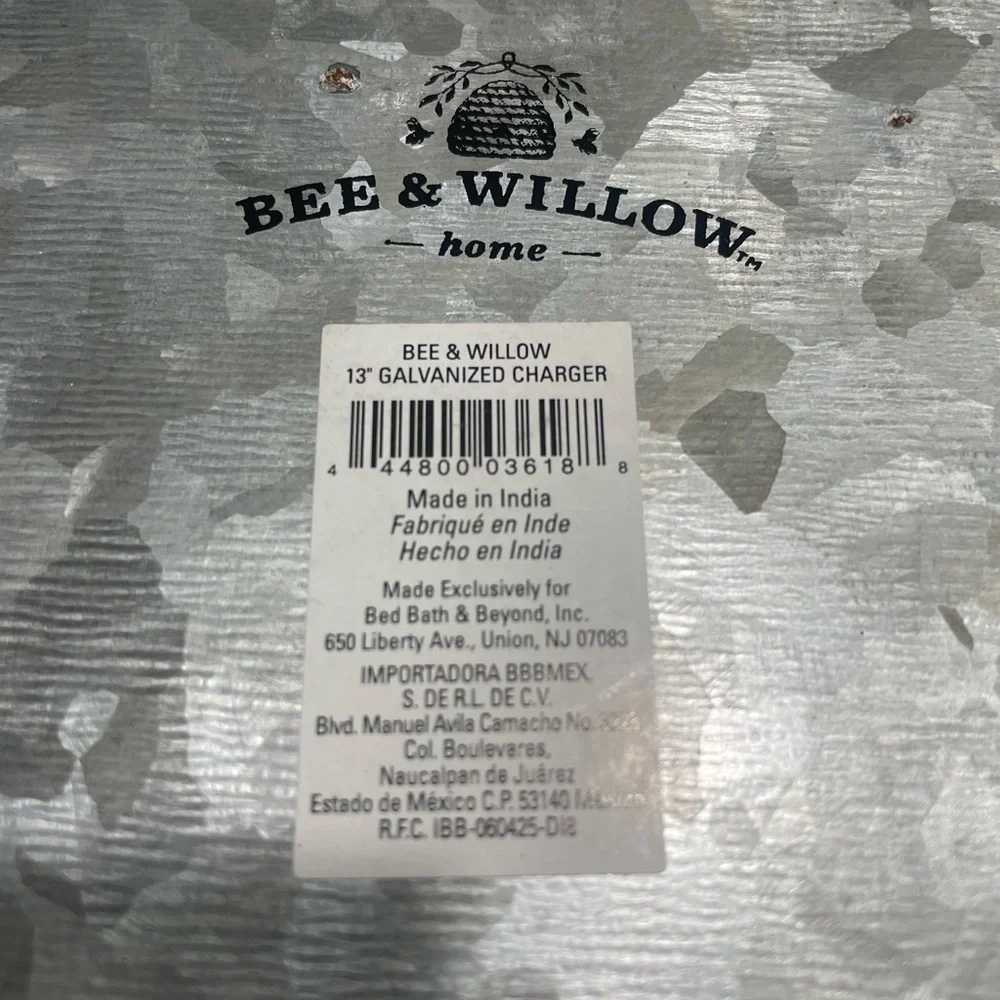 BEE & WILLOW™
home
BEE & WILLOW
13" GALVANIZED CHARGER
4 44800 03618 8
Made in India
Fabriqué en Inde
Hecho en India
Made Exclusively for
Bed Bath & Beyond, Inc.
650 Liberty Ave., Union, NJ 07083
IMPORTADORA BBBMEX
S. DE R.L. DE C.V.
Blvd. Manuel Avila Camacho No.
Col. Boulevares,
Naucalpan de Juárez
Estado de México C.P. 53140 México
R.F.C. IBB-060425-DI8